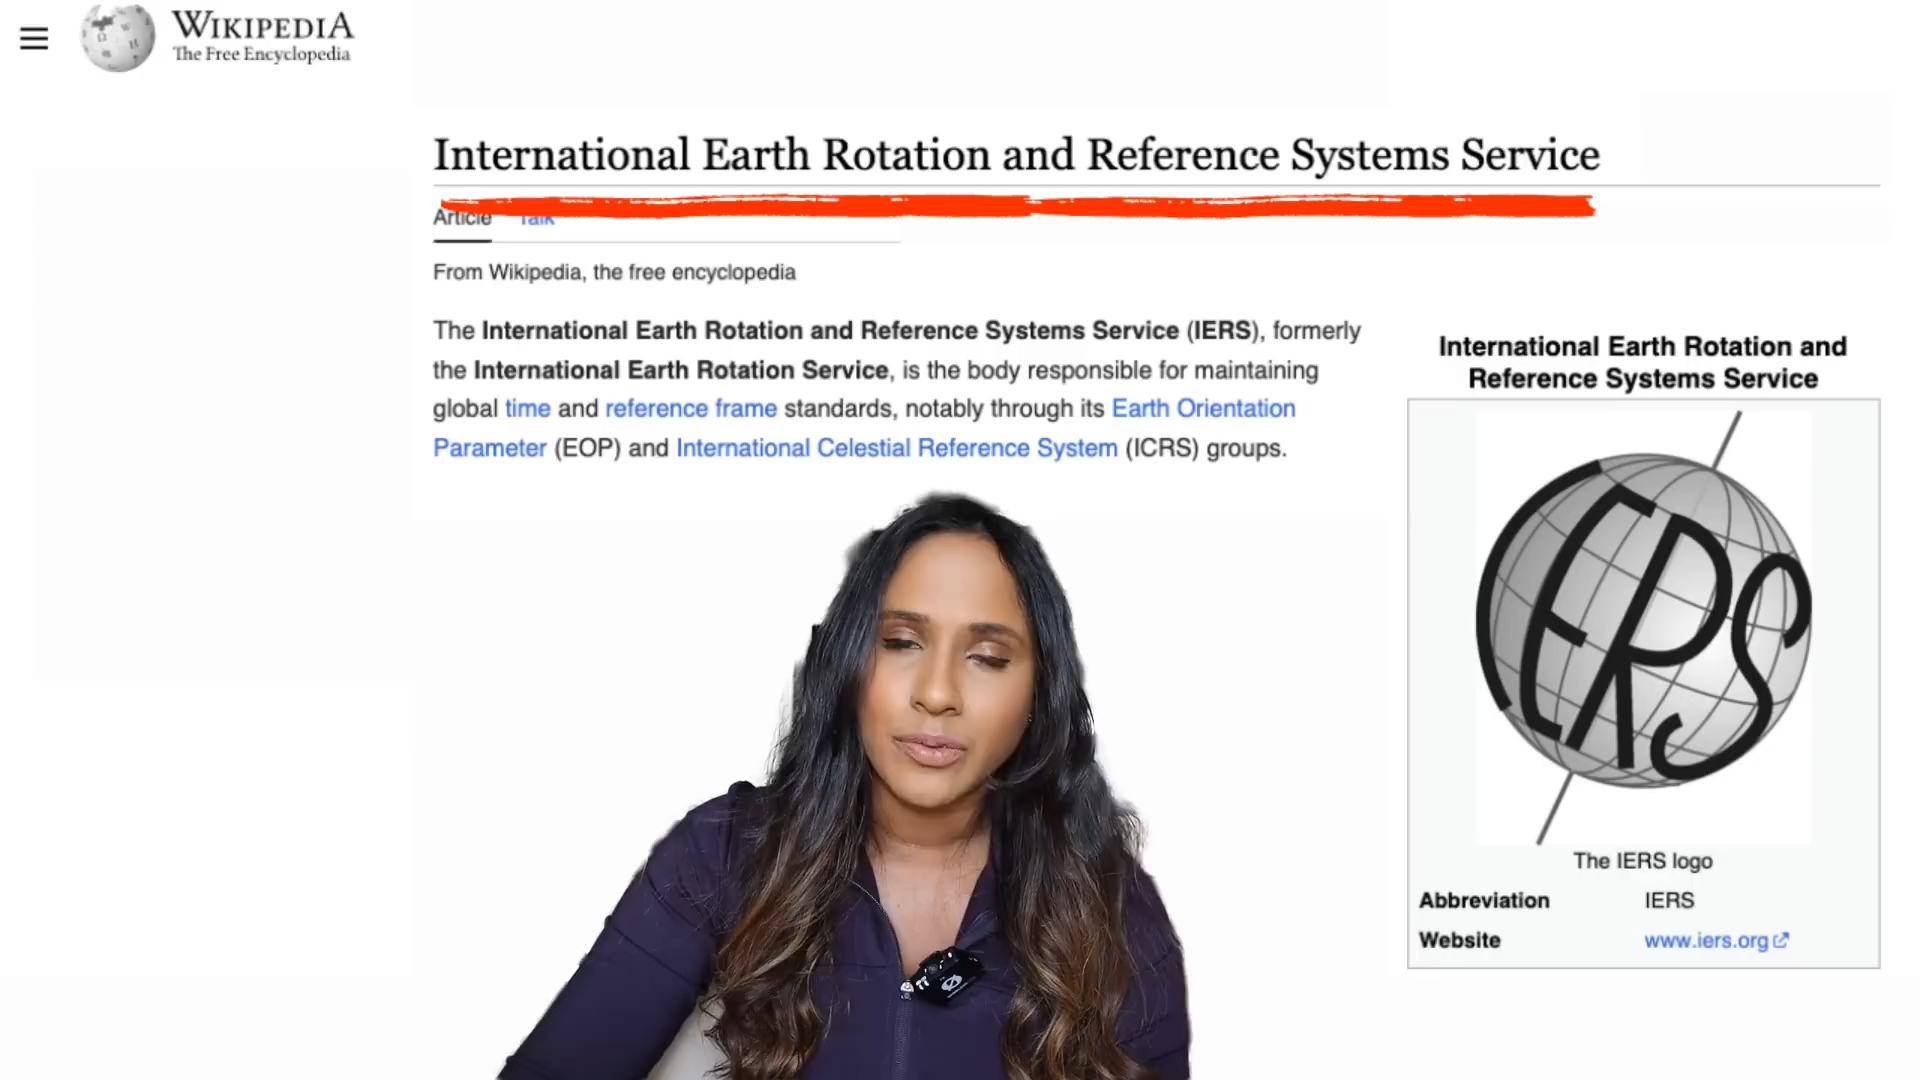 WIKIPEDIA
The Free Encyclopedia
International Earth Rotation and Reference Systems Service
Article Talk
From Wikipedia, the free encyclopedia
The International Earth Rotation and Reference Systems Service (IERS), formerly
the International Earth Rotation Service, is the body responsible for maintaining
global time and reference frame standards, notably through its Earth Orientation
Parameter (EOP) and International Celestial Reference System (ICRS) groups.
International Earth Rotation and
Reference Systems Service
IERS
The IERS logo
Abbreviation IERS
Website www.iers.org